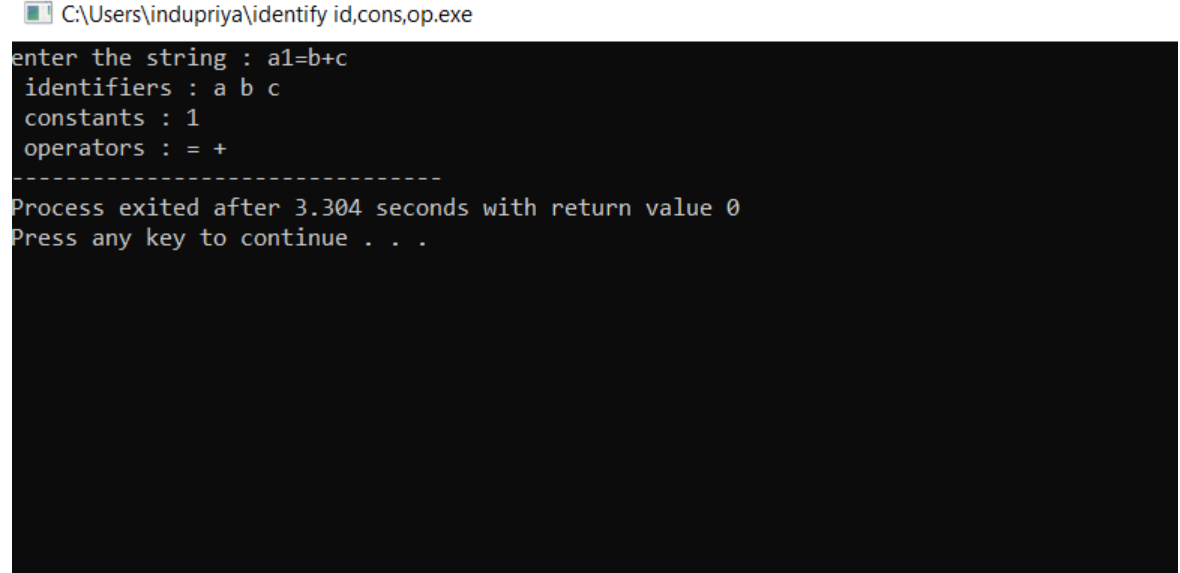 C:\Users\indupriya\identify id,cons,op.exe
enter the string : a1=b+c
identifiers : a b c
constants : 1
operators : = +
--------------------------------
Process exited after 3.304 seconds with return value 0
Press any key to continue . . .